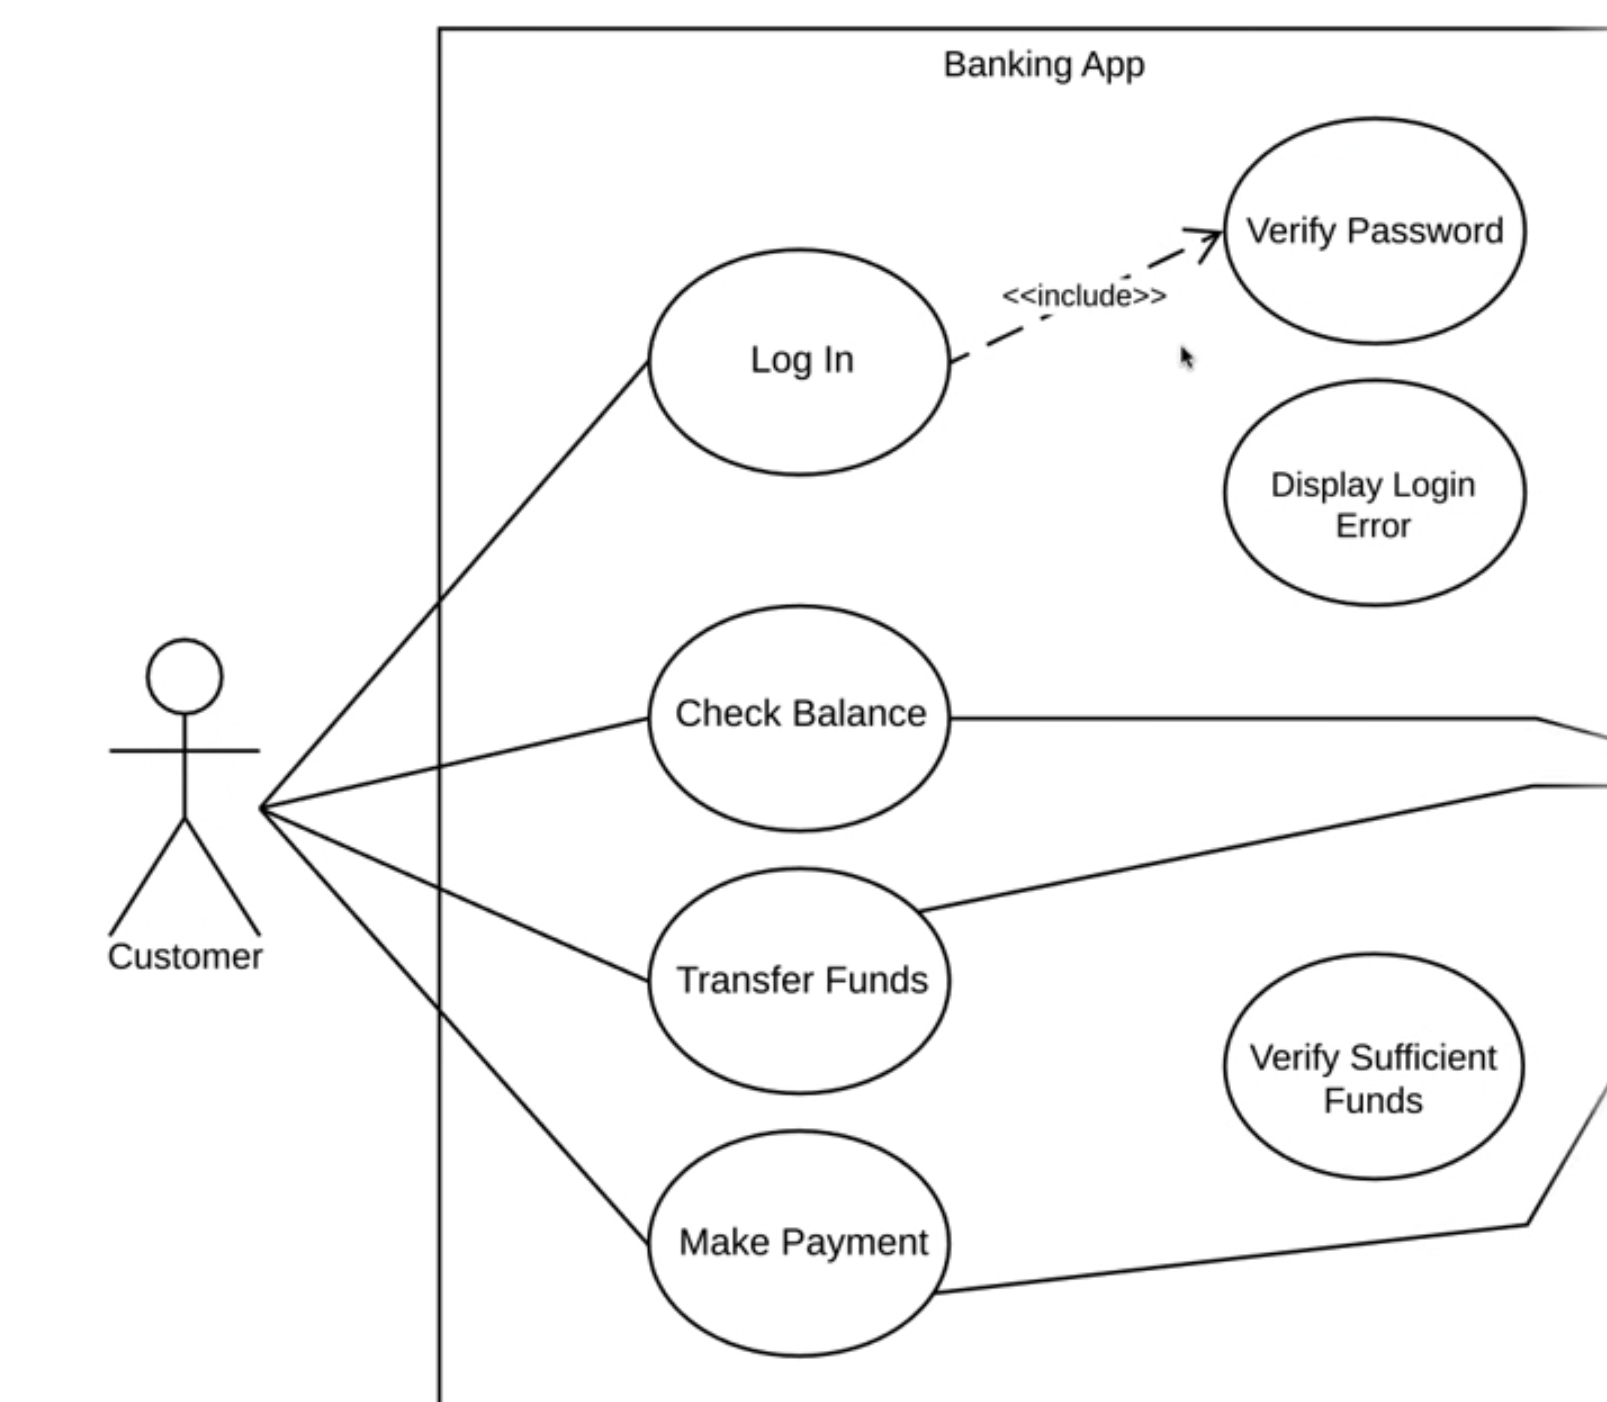 Banking App
Verify Password
<<include>>
Log In
Display Login
Error
Check Balance
Customer
Transfer Funds
Verify Sufficient
Funds
Make Payment